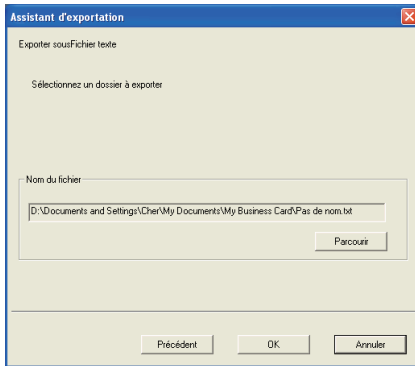 Assistant d'exportation
Exporter sousFichier texte
Sélectionnez un dossier à exporter
Nom du fichier
D:\Documents and Settings\Cher\My Documents\My Business Card\Pas de nom.txt
Parcourir
Précédent
OK
Annuler